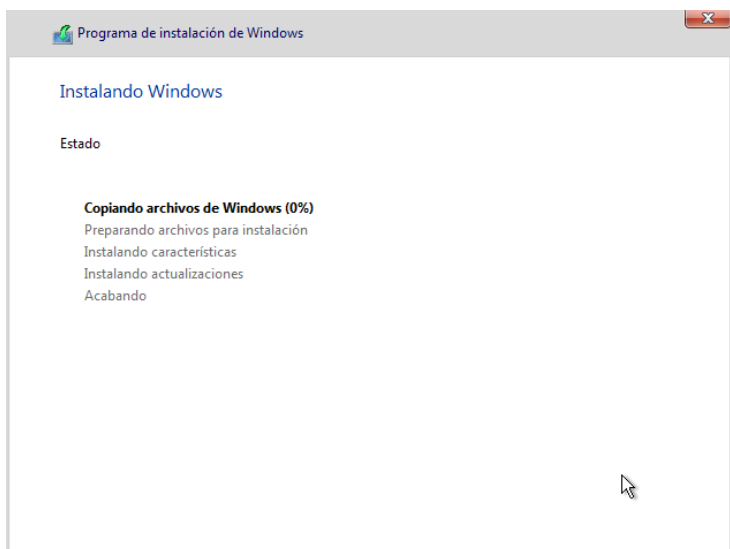 Programa de instalación de Windows
Instalando Windows
Estado
Copiando archivos de Windows (0%)
Preparando archivos para instalación
Instalando características
Instalando actualizaciones
Acabando